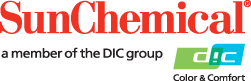 SunChemical®
a member of the DIC group
dic
Color & Comfort